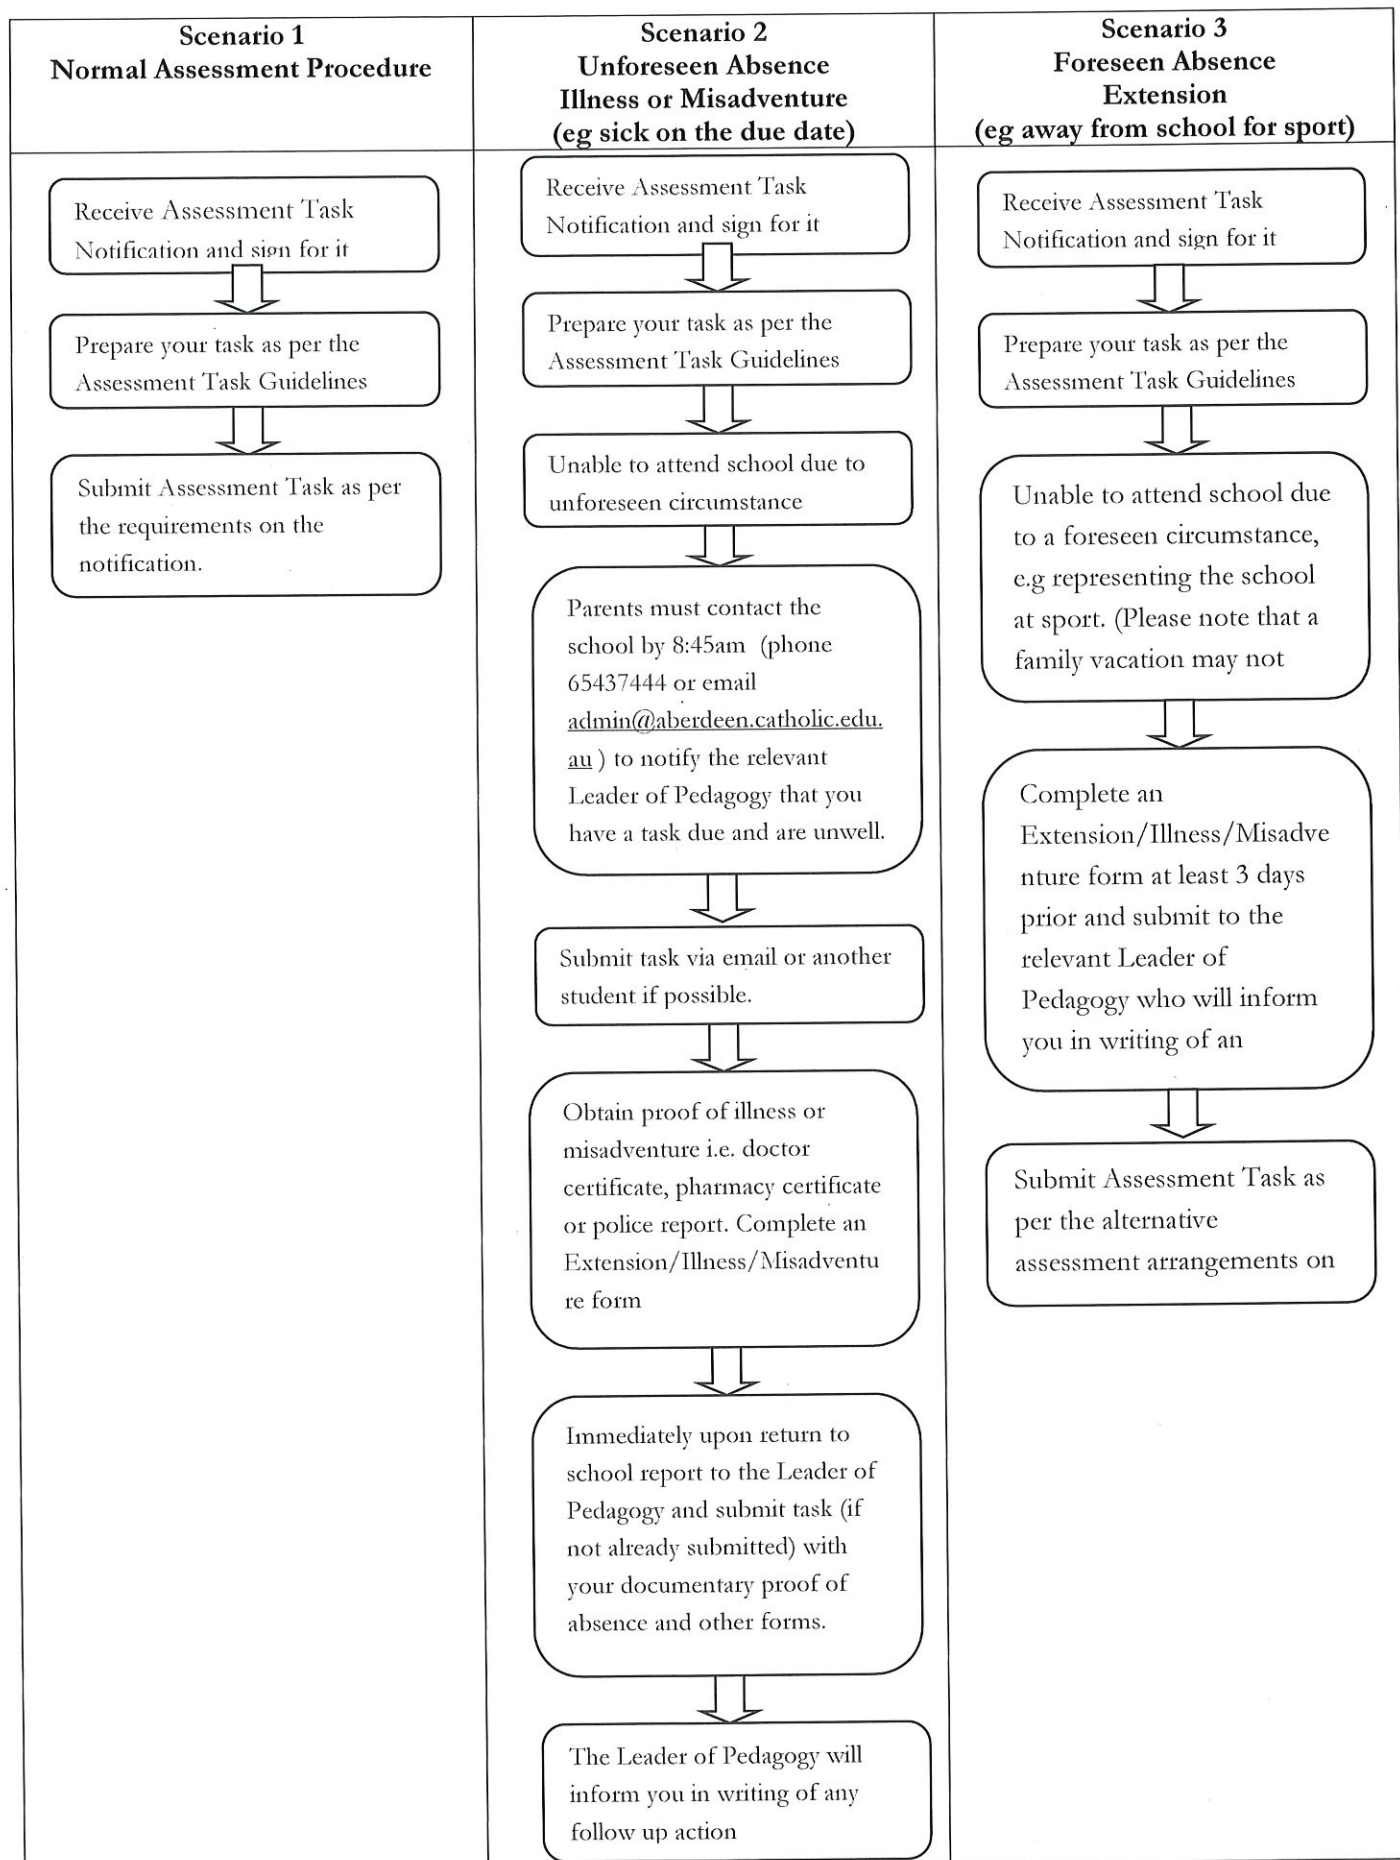 Scenario 1
Normal Assessment Procedure
Receive Assessment Task
Notification and sign for it
Prepare your task as per the
Assessment Task Guidelines
Submit Assessment Task as per
the requirements on the
notification.
Scenario 2
Unforeseen Absence
Illness or Misadventure
(eg sick on the due date)
Receive Assessment Task
Notification and sign for it
Prepare your task as per the
Assessment Task Guidelines
Unable to attend school due to
unforeseen circumstance
Parents must contact the
school by 8:45am (phone
65437444 or email
admin@aberdeen.catholic.edu.
au ) to notify the relevant
Leader of Pedagogy that you
have a task due and are unwell.
Submit task via email or another
student if possible.
Obtain proof of illness or
misadventure i.e. doctor
certificate, pharmacy certificate
or police report. Complete an
Extension/Illness/Misadventu
re form
Immediately upon return to
school report to the Leader of
Pedagogy and submit task (if
not already submitted) with
your documentary proof of
absence and other forms.
The Leader of Pedagogy will
inform you in writing of any
follow up action
Scenario 3
Foreseen Absence
Extension
(eg away from school for sport)
Receive Assessment Task
Notification and sign for it
Prepare your task as per the
Assessment Task Guidelines
Unable to attend school due
to a foreseen circumstance,
e.g representing the school
at sport. (Please note that a
family vacation may not
Complete an
Extension/Illness/Misadve
nture form at least 3 days
prior and submit to the
relevant Leader of
Pedagogy who will inform
you in writing of an
Submit Assessment Task as
per the alternative
assessment arrangements on